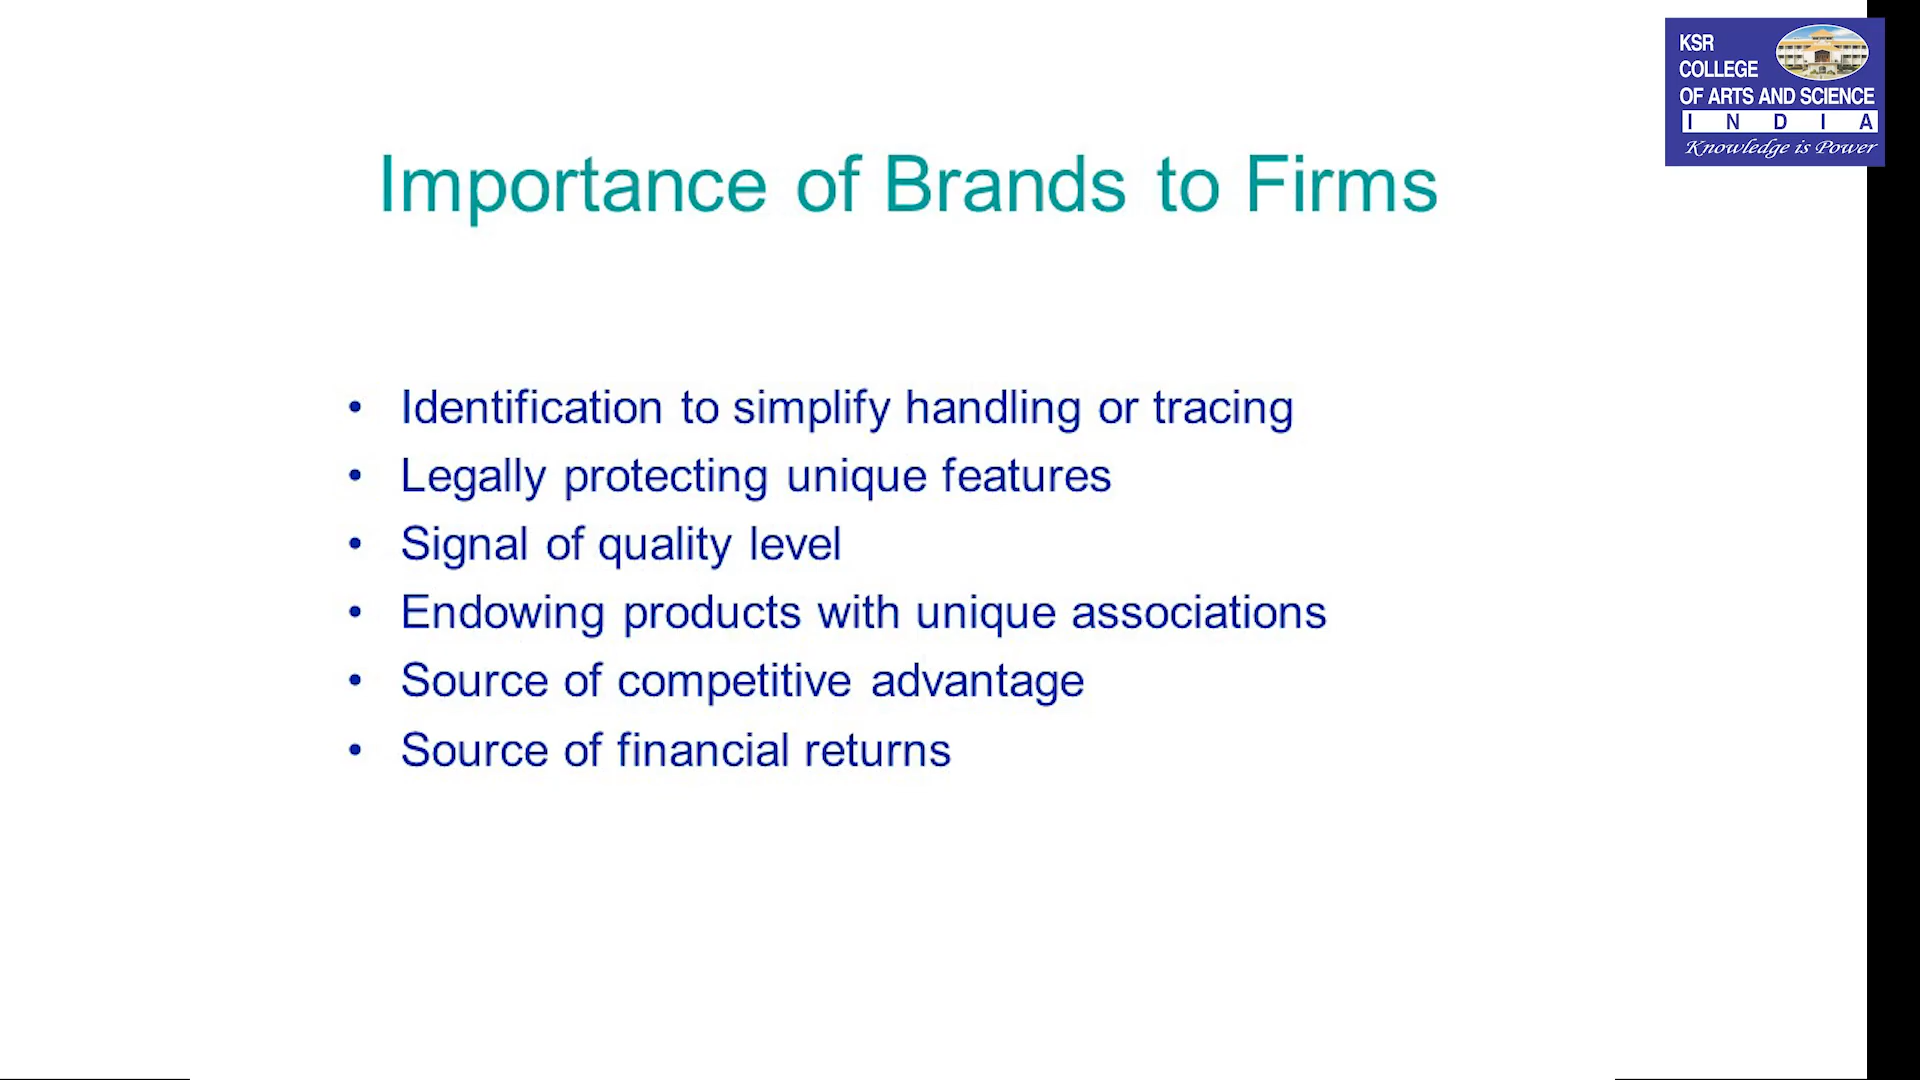 KSR
COLLEGE
OF ARTS AND SCIENCE
I N D I A
Knowledge is Power
Importance of Brands to Firms
• Identification to simplify handling or tracing
• Legally protecting unique features
• Signal of quality level
• Endowing products with unique associations
• Source of competitive advantage
• Source of financial returns